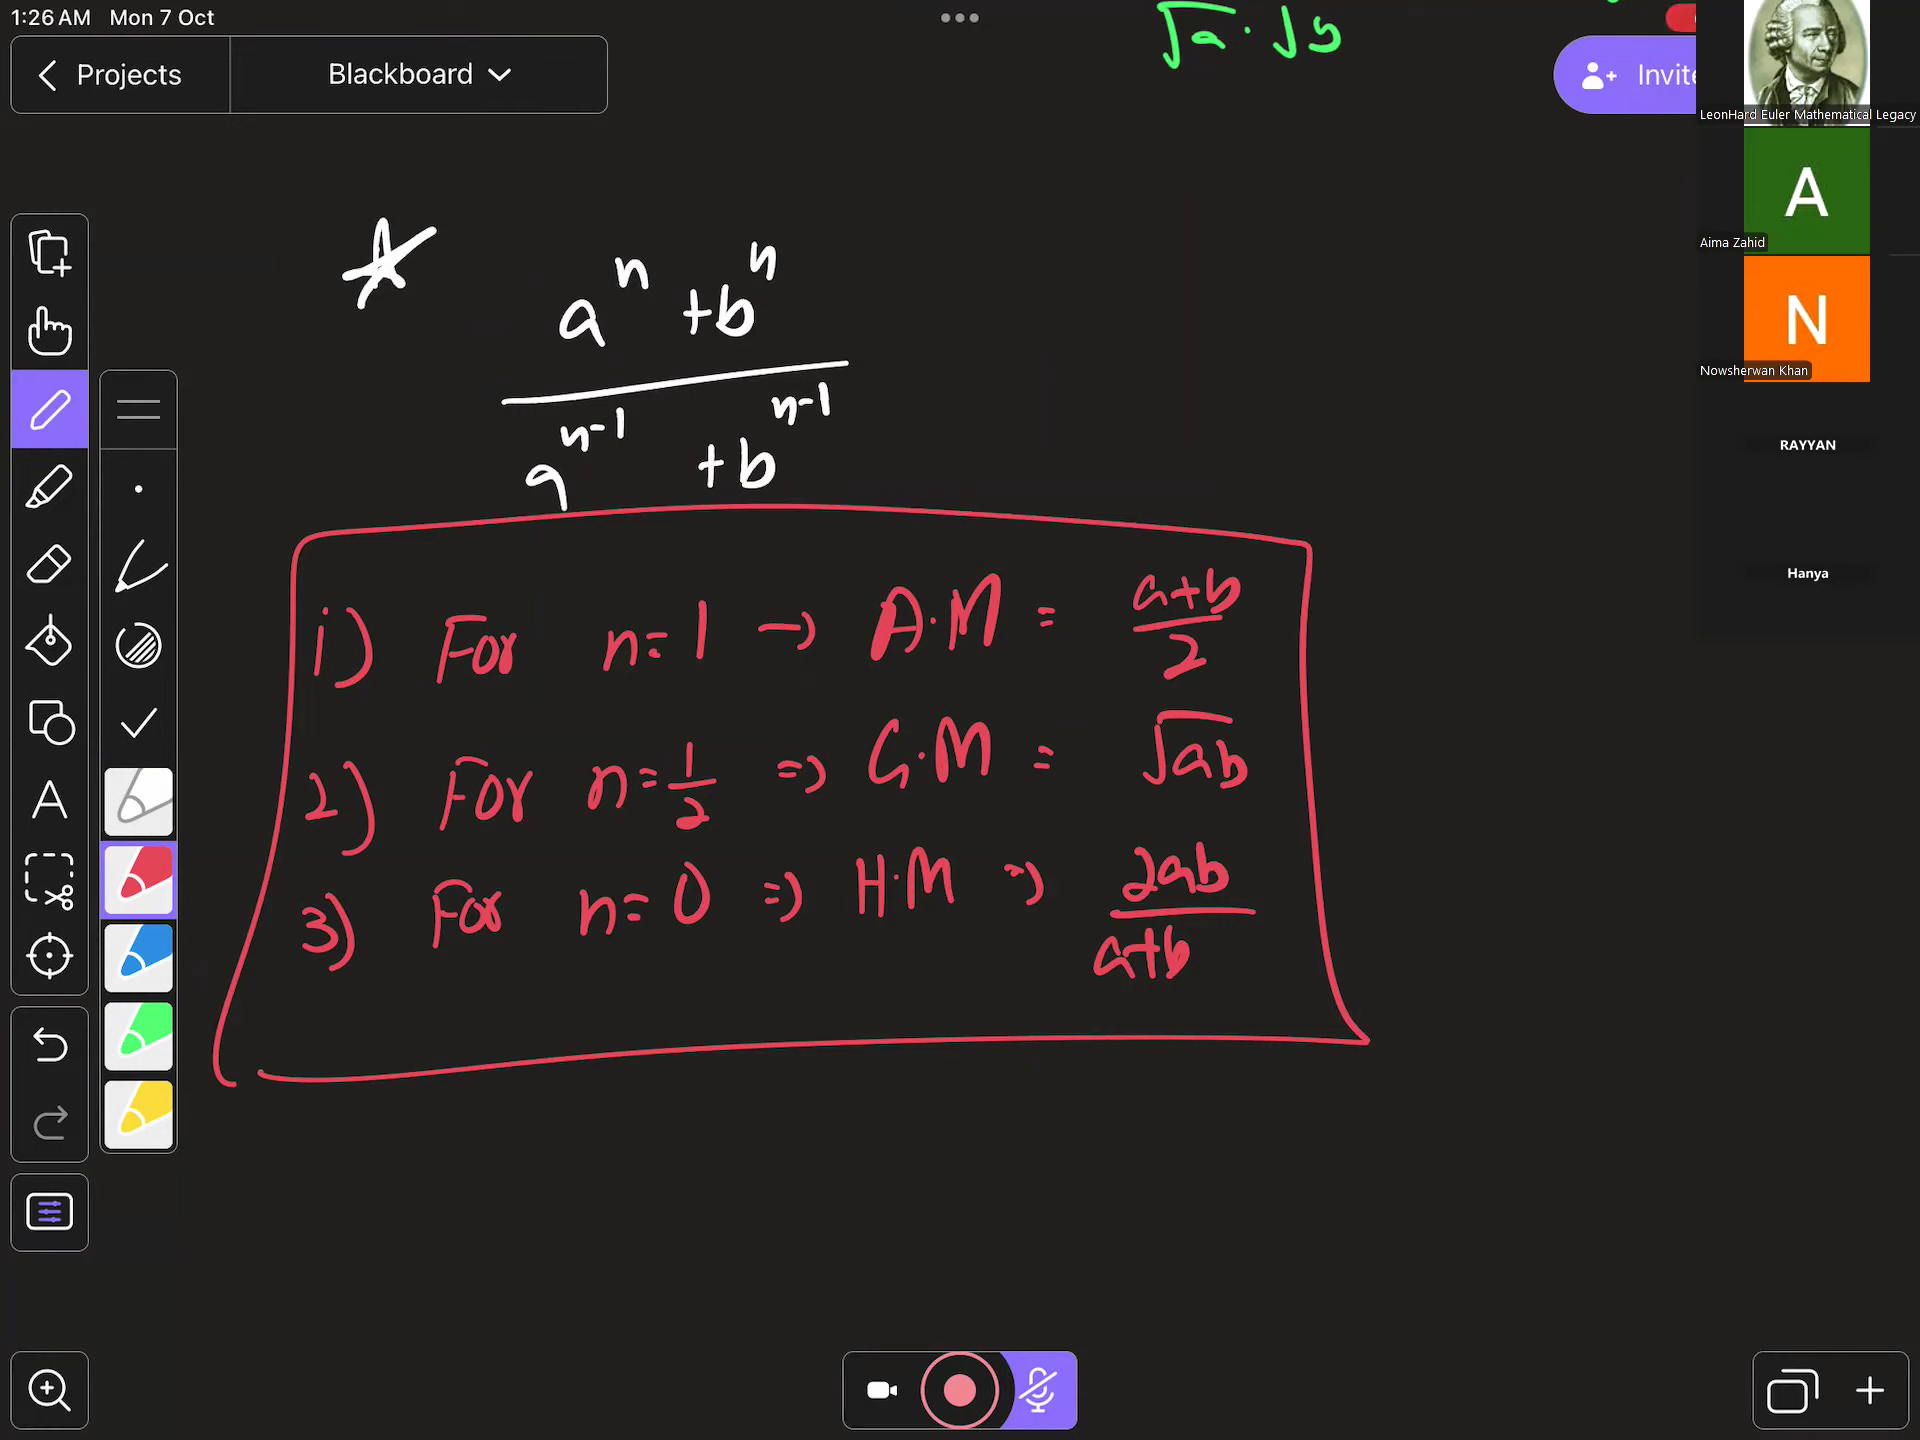 1:26 AM Mon 7 Oct
√a · √b
Projects
Blackboard
Invite
LeonHard Euler Mathematical Legacy
A
Aima Zahid
N
Nowsherwan Khan
RAYYAN
Hanya
a^n + b^n
a^{n-1} + b^{n-1}
i) For n=1 → A.M = a+b/2
2) For n=1/2 ⇒ G.M = √ab
3) For n=0 ⇒ H.M ⇒ 2ab/a+b
A